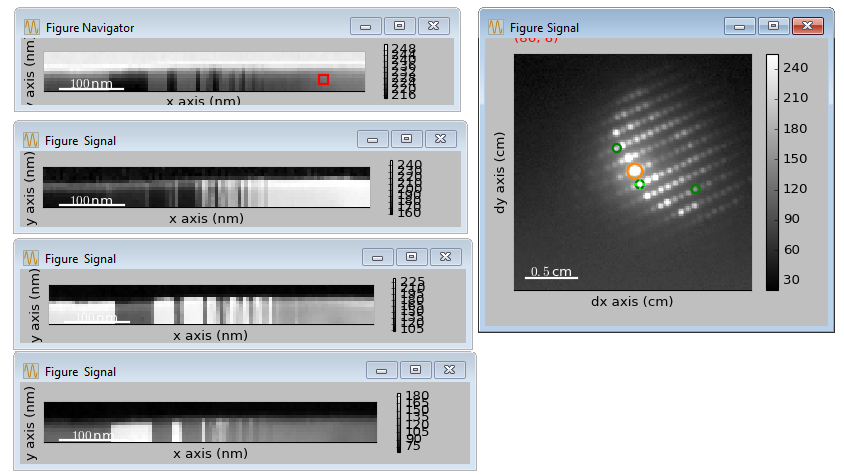 Figure Navigator
y axis (nm)
100 nm
x axis (nm)
248
244
240
236
232
228
224
220
216
Figure Signal
y axis (nm)
100 nm
x axis (nm)
240
230
220
210
200
190
180
170
160
Figure Signal
y axis (nm)
100 nm
x axis (nm)
225
210
195
180
165
150
135
120
105
Figure Signal
y axis (nm)
100 nm
x axis (nm)
180
165
150
135
120
105
90
75
Figure Signal
dy axis (cm)
0.5 cm
dx axis (cm)
240
210
180
150
120
90
60
30